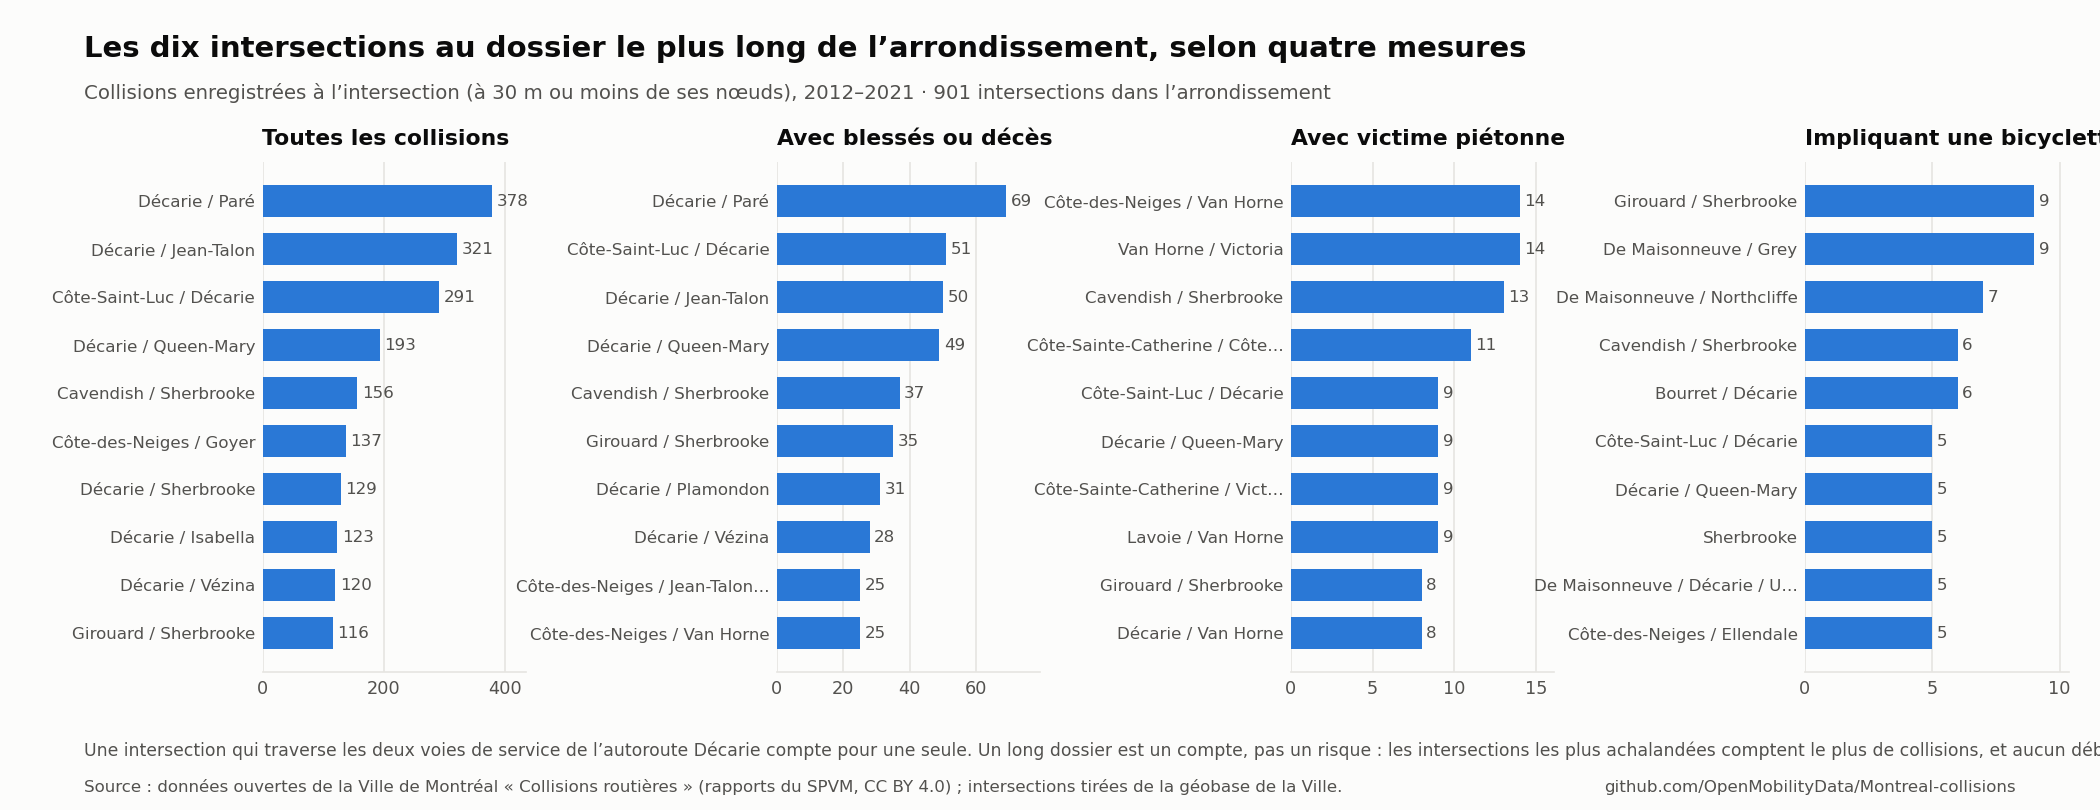 Les dix intersections au dossier le plus long de l’arrondissement, selon quatre mesures
Collisions enregistrées à l’intersection (à 30 m ou moins de ses nœuds), 2012–2021 · 901 intersections dans l’arrondissement
Toutes les collisions
Décarie / Paré 378
Décarie / Jean-Talon 321
Côte-Saint-Luc / Décarie 291
Décarie / Queen-Mary 193
Cavendish / Sherbrooke 156
Côte-des-Neiges / Goyer 137
Décarie / Sherbrooke 129
Décarie / Isabella 123
Décarie / Vézina 120
Girouard / Sherbrooke 116
0 200 400
Avec blessés ou décès
Décarie / Paré 69
Côte-Saint-Luc / Décarie 51
Décarie / Jean-Talon 50
Décarie / Queen-Mary 49
Cavendish / Sherbrooke 37
Girouard / Sherbrooke 35
Décarie / Plamondon 31
Décarie / Vézina 28
Côte-des-Neiges / Jean-Talon… 25
Côte-des-Neiges / Van Horne 25
0 20 40 60
Avec victime piétonne
Côte-des-Neiges / Van Horne 14
Van Horne / Victoria 14
Cavendish / Sherbrooke 13
Côte-Sainte-Catherine / Côte… 11
Côte-Saint-Luc / Décarie 9
Décarie / Queen-Mary 9
Côte-Sainte-Catherine / Vict… 9
Lavoie / Van Horne 9
Girouard / Sherbrooke 8
Décarie / Van Horne 8
0 5 10 15
Impliquant une bicyclett
Girouard / Sherbrooke 9
De Maisonneuve / Grey 9
De Maisonneuve / Northcliffe 7
Cavendish / Sherbrooke 6
Bourret / Décarie 6
Côte-Saint-Luc / Décarie 5
Décarie / Queen-Mary 5
Sherbrooke 5
De Maisonneuve / Décarie / U… 5
Côte-des-Neiges / Ellendale 5
0 5 10
Une intersection qui traverse les deux voies de service de l’autoroute Décarie compte pour une seule. Un long dossier est un compte, pas un risque : les intersections les plus achalandées comptent le plus de collisions, et aucun déb
Source : données ouvertes de la Ville de Montréal « Collisions routières » (rapports du SPVM, CC BY 4.0) ; intersections tirées de la géobase de la Ville.
github.com/OpenMobilityData/Montreal-collisions